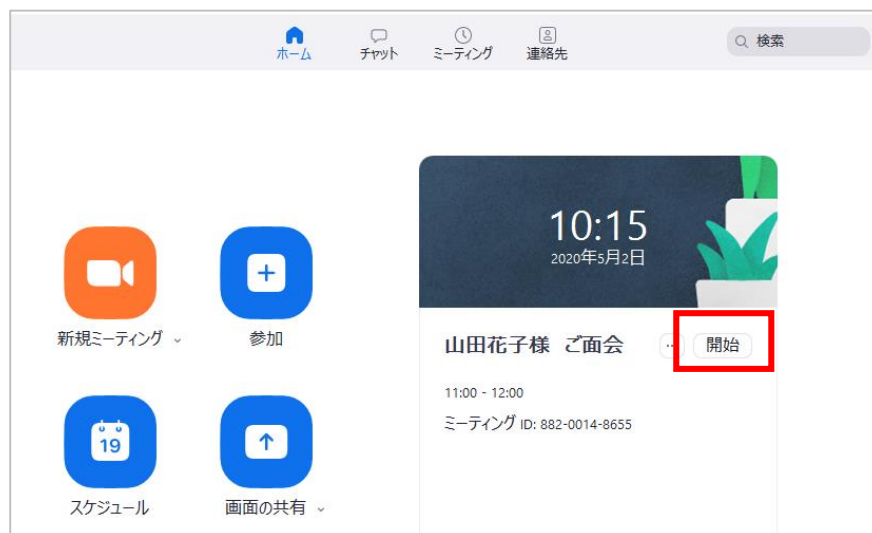 ホーム
チャット
ミーティング
連絡先
検索
10:15
2020年5月2日
新規ミーティング
参加
山田花子様 ご面会
… 開始
11:00 - 12:00
ミーティング ID: 882-0014-8655
19
スケジュール
画面の共有